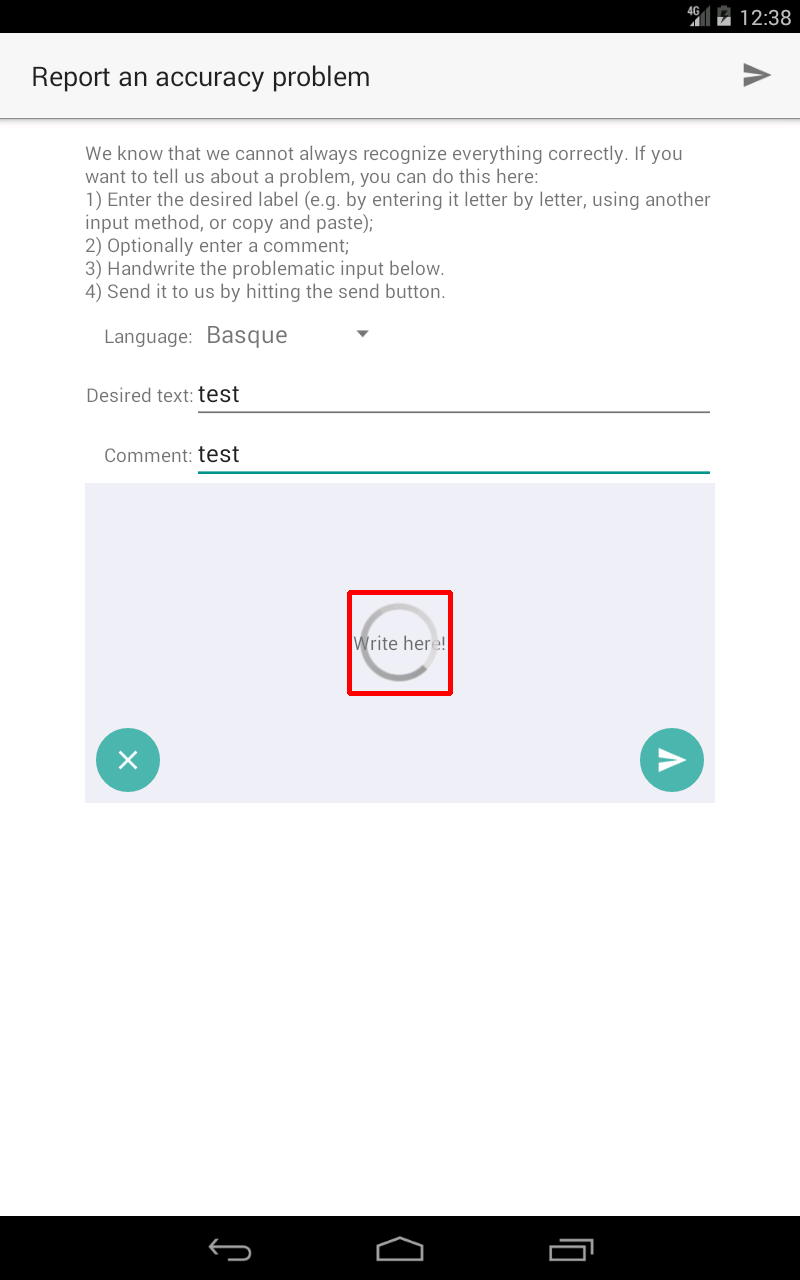 12:38
4G
Report an accuracy problem
We know that we cannot always recognize everything correctly. If you
want to tell us about a problem, you can do this here:
1) Enter the desired label (e.g. by entering it letter by letter, using another
input method, or copy and paste);
2) Optionally enter a comment;
3) Handwrite the problematic input below.
4) Send it to us by hitting the send button.
Language: Basque
Desired text: test
Comment: test
Write here!